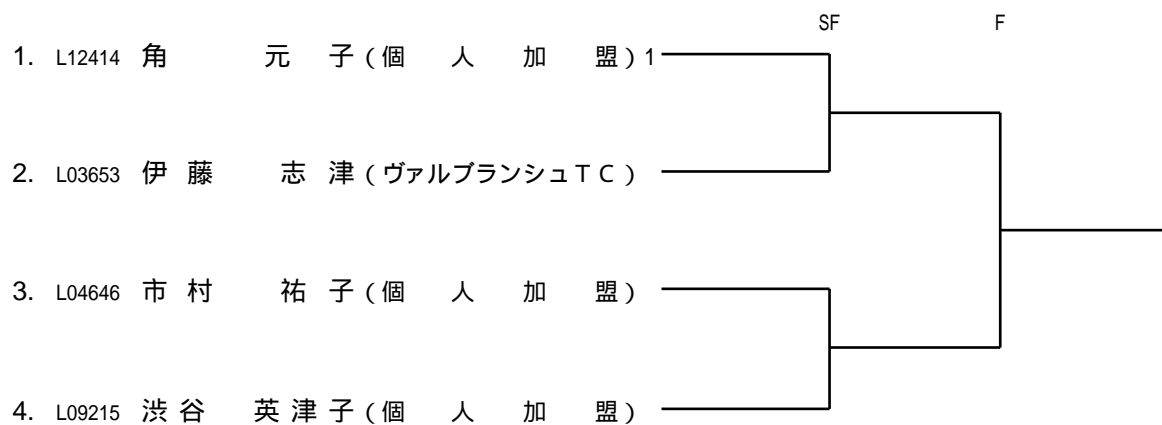 SF F
1. L12414 角 元 子 ( 個 人 加 盟 ) 1
2. L03653 伊 藤 志 津 ( ヴァルブランシュＴＣ )
3. L04646 市 村 祐 子 ( 個 人 加 盟 )
4. L09215 渋 谷 英 津 子 ( 個 人 加 盟 )